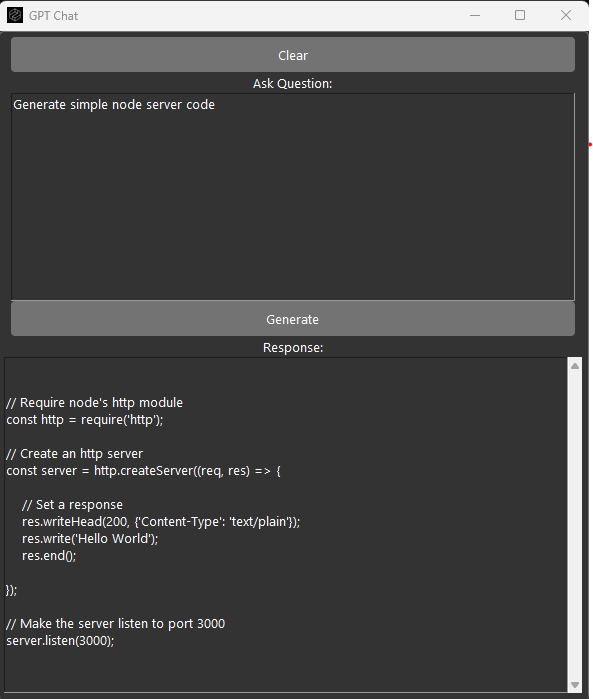 GPT Chat
Clear
Ask Question:
Generate simple node server code
Generate
Response:
// Require node's http module
const http = require('http');
// Create an http server
const server = http.createServer((req, res) => {
// Set a response
res.writeHead(200, {'Content-Type': 'text/plain'});
res.write('Hello World');
res.end();
});
// Make the server listen to port 3000
server.listen(3000);